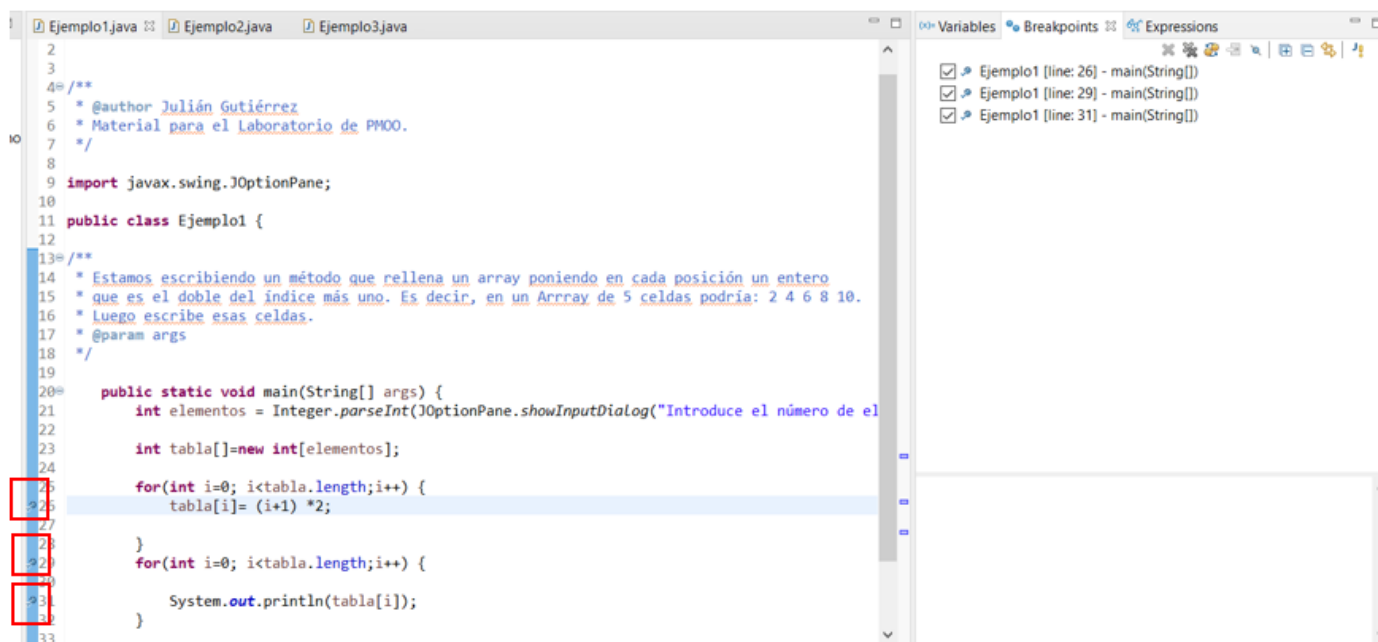 Ejemplo1.java Ejemplo2.java Ejemplo3.java
2
3
4 /**
5 * @author Julián Gutiérrez
6 * Material para el Laboratorio de PMOO.
7 */
8
9 import javax.swing.JOptionPane;
10
11 public class Ejemplo1 {
12
13 /**
14 * Estamos escribiendo un método que rellena un array poniendo en cada posición un entero
15 * que es el doble del índice más uno. Es decir, en un Arrray de 5 celdas podría: 2 4 6 8 10.
16 * Luego escribe esas celdas.
17 * @param args
18 */
19
20 public static void main(String[] args) {
21 int elementos = Integer.parseInt(JOptionPane.showInputDialog("Introduce el número de el
22
23 int tabla[]=new int[elementos];
24
25 for(int i=0; i<tabla.length;i++) {
26 tabla[i]= (i+1) *2;
27
28 }
29 for(int i=0; i<tabla.length;i++) {
30
31 System.out.println(tabla[i]);
32 }
33
Variables Breakpoints Expressions
Ejemplo1 [line: 26] - main(String[])
Ejemplo1 [line: 29] - main(String[])
Ejemplo1 [line: 31] - main(String[])